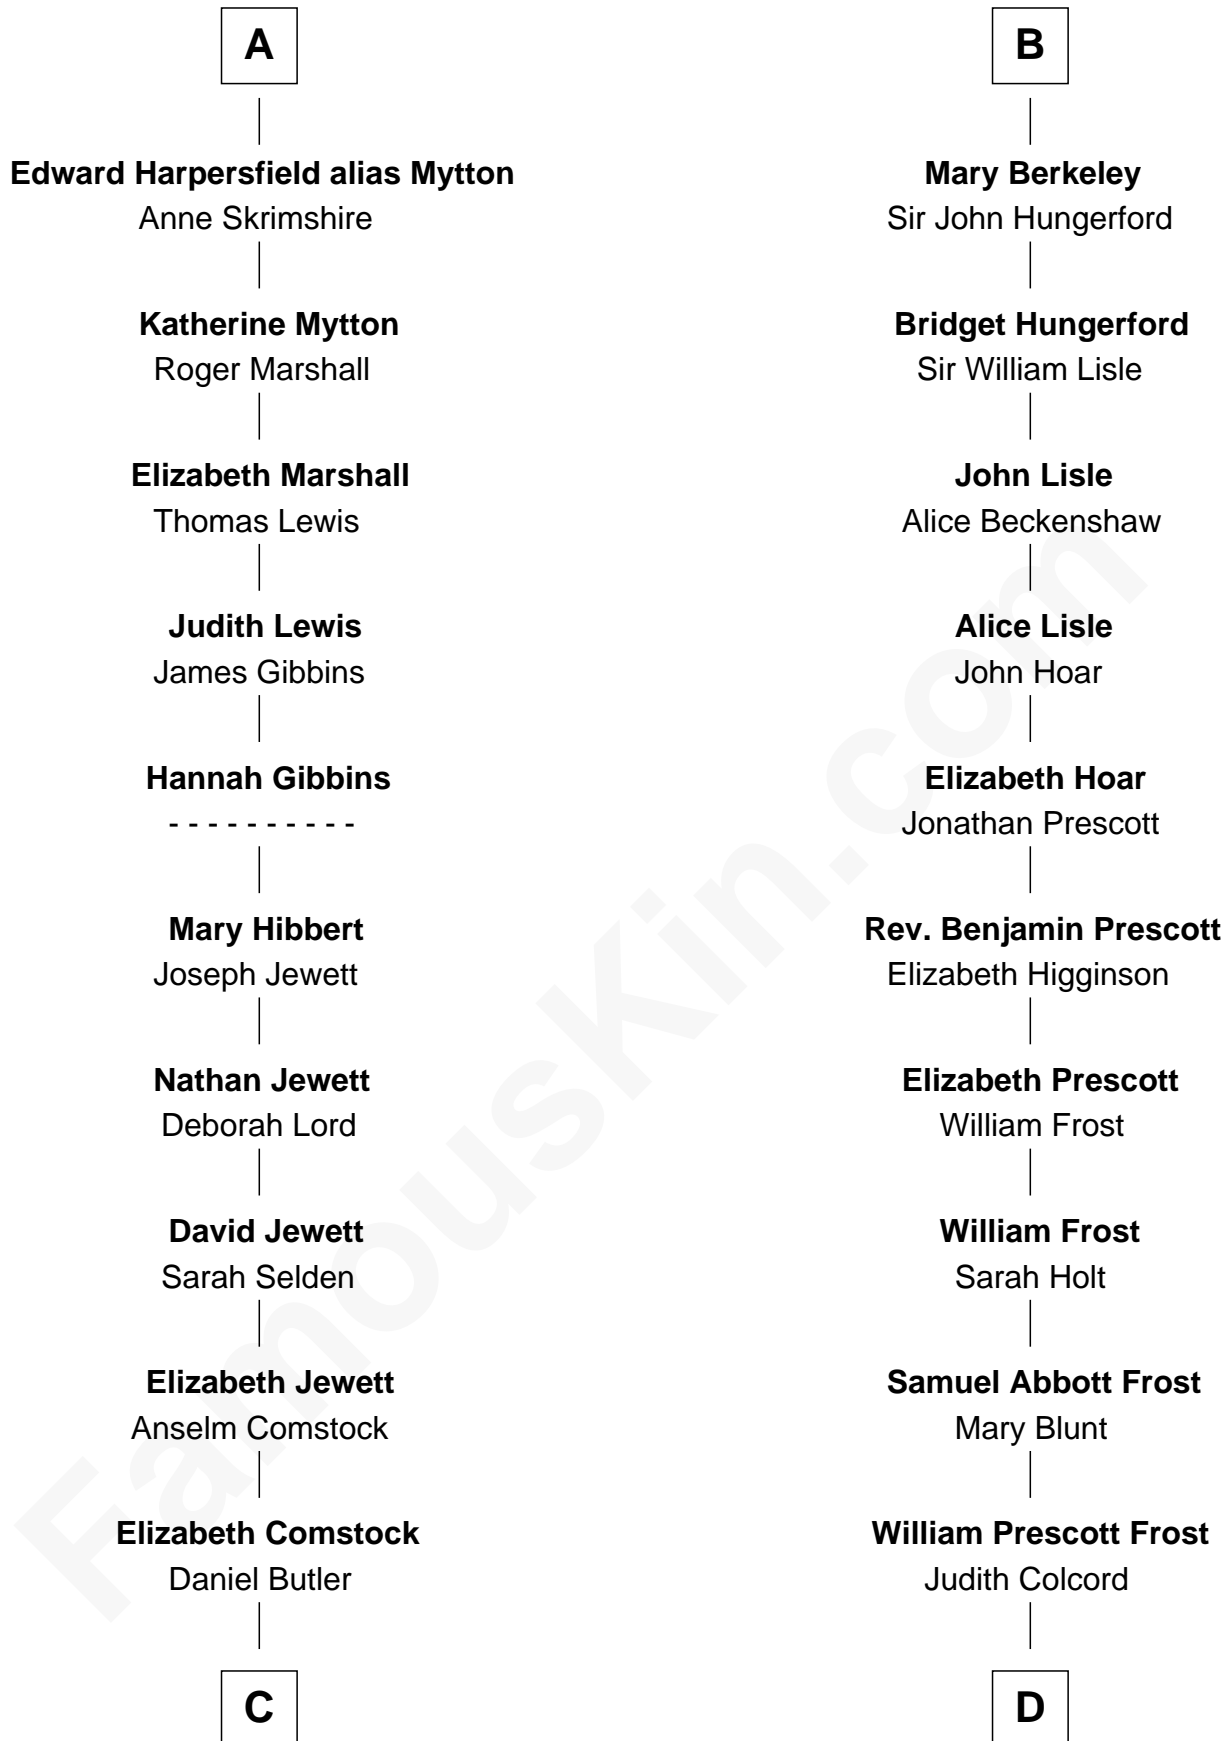 A
Edward Harpersfield alias Mytton
Anne Skrimshire
Katherine Mytton
Roger Marshall
Elizabeth Marshall
Thomas Lewis
Judith Lewis
James Gibbins
Hannah Gibbins
- - - - - - - - - -
Mary Hibbert
Joseph Jewett
Nathan Jewett
Deborah Lord
David Jewett
Sarah Selden
Elizabeth Jewett
Anselm Comstock
Elizabeth Comstock
Daniel Butler
C
B
Mary Berkeley
Sir John Hungerford
Bridget Hungerford
Sir William Lisle
John Lisle
Alice Beckenshaw
Alice Lisle
John Hoar
Elizabeth Hoar
Jonathan Prescott
Rev. Benjamin Prescott
Elizabeth Higginson
Elizabeth Prescott
William Frost
William Frost
Sarah Holt
Samuel Abbott Frost
Mary Blunt
William Prescott Frost
Judith Colcord
D
FamousKin.com